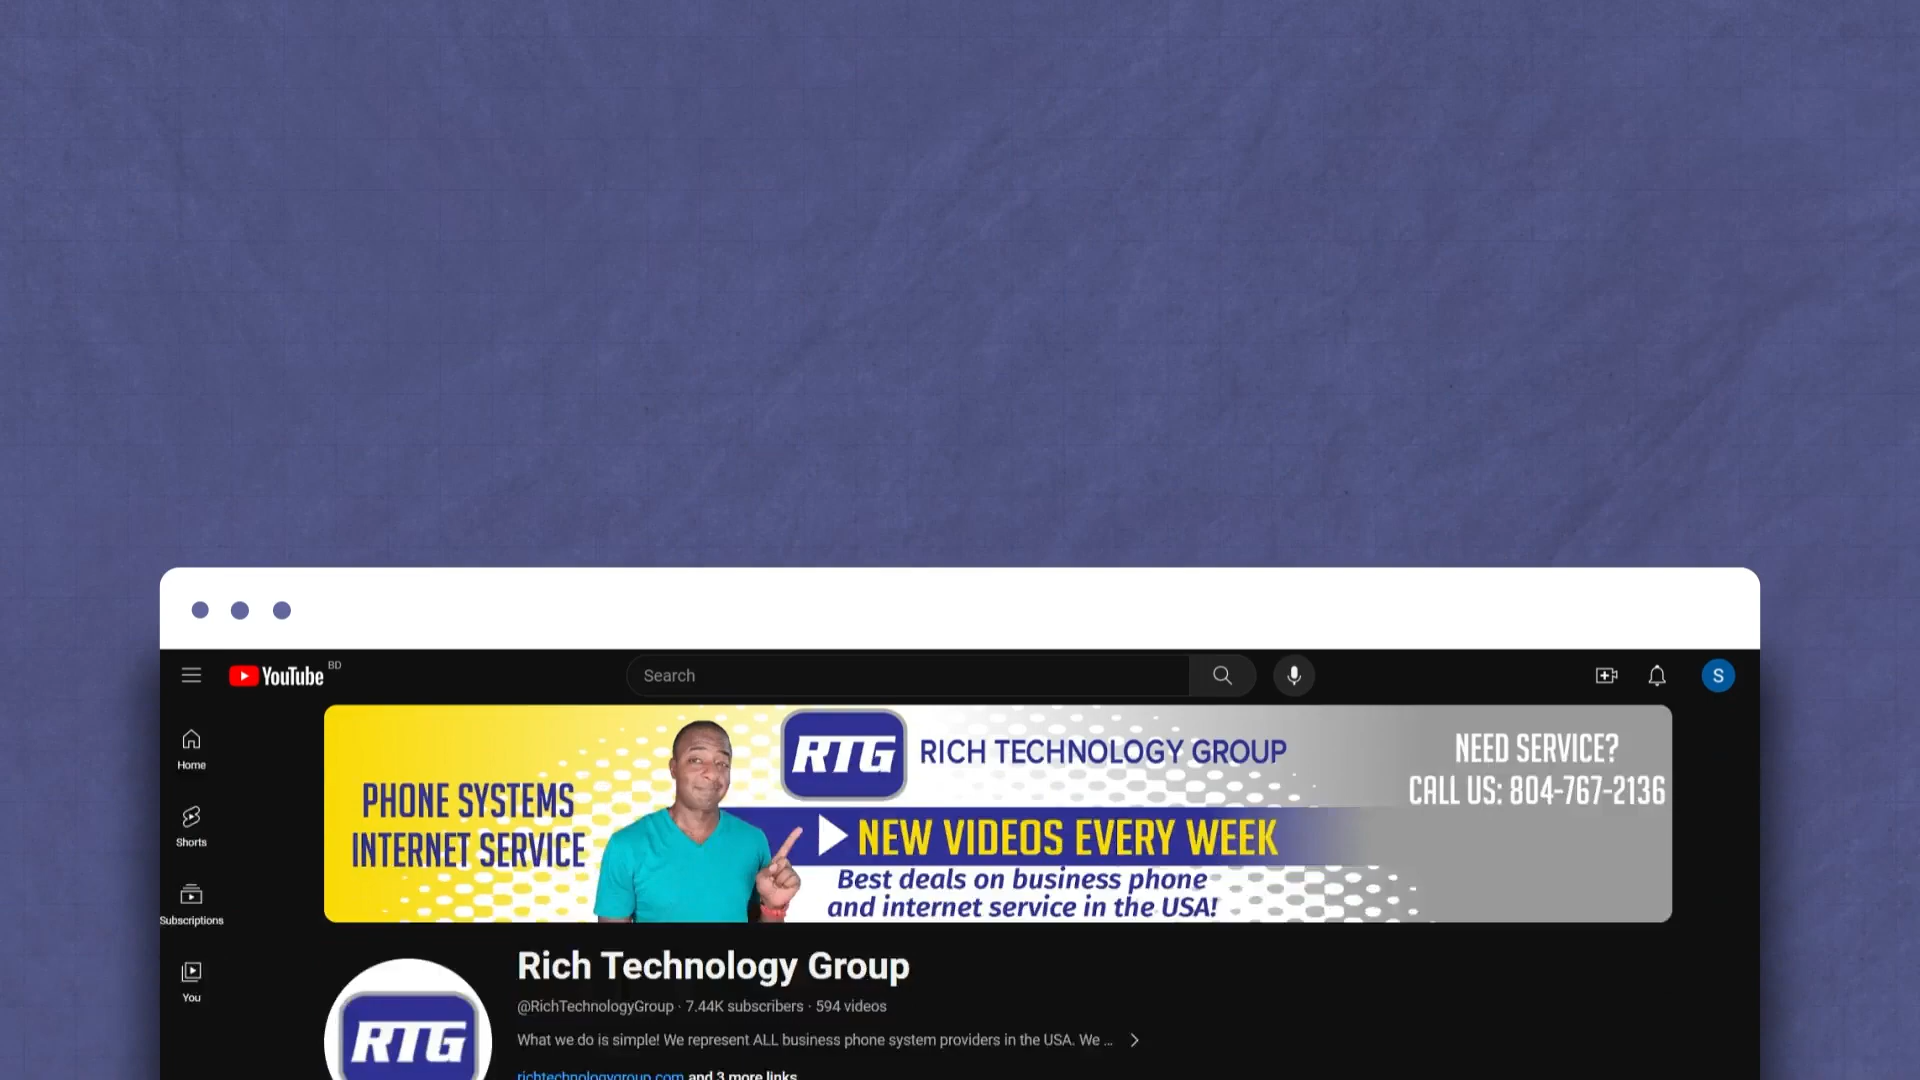 YouTube BD
Search
S
Home
Shorts
Subscriptions
You
PHONE SYSTEMS
INTERNET SERVICE
RTG RICH TECHNOLOGY GROUP
NEW VIDEOS EVERY WEEK
Best deals on business phone
and internet service in the USA!
NEED SERVICE?
CALL US: 804-767-2136
RTG
Rich Technology Group
@RichTechnologyGroup · 7.44K subscribers · 594 videos
What we do is simple! We represent ALL business phone system providers in the USA. We ...
richtechnologygroup.com and 3 more links